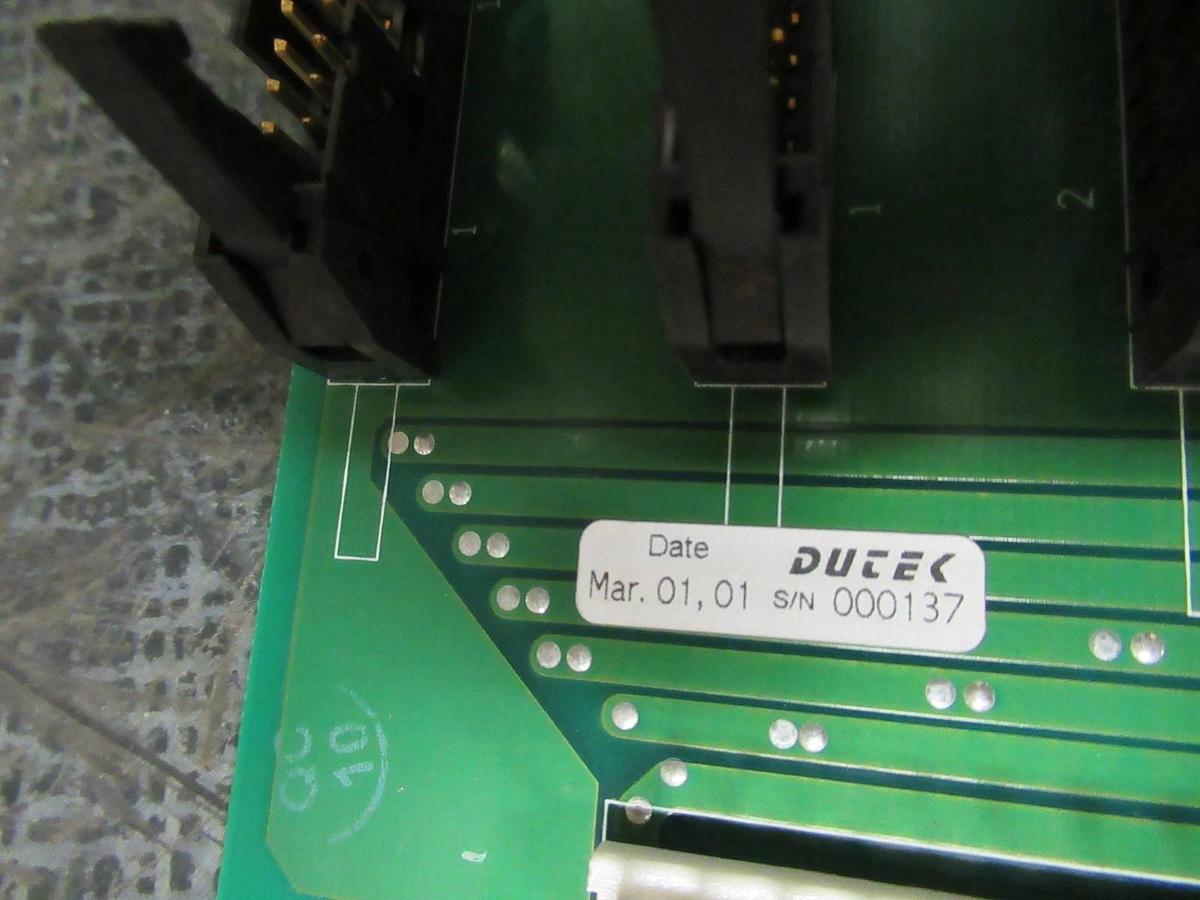 1
1
2
Date DUTEK
Mar. 01, 01 S/N 000137
QC
10